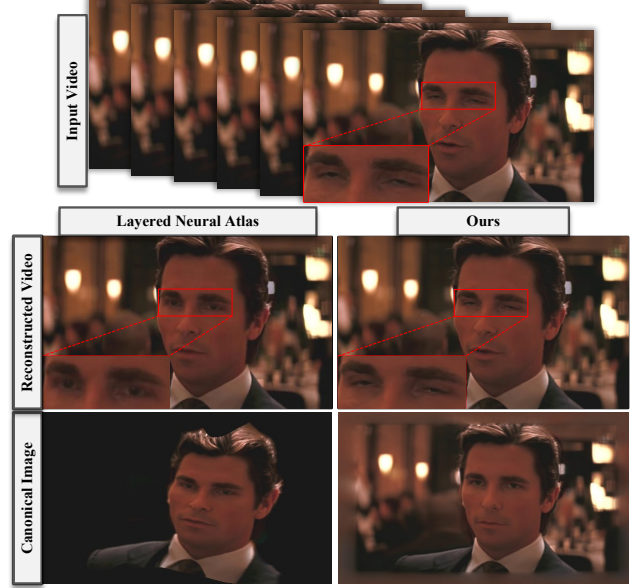 Input Video
Layered Neural Atlas
Ours
Reconstructed Video
Canonical Image